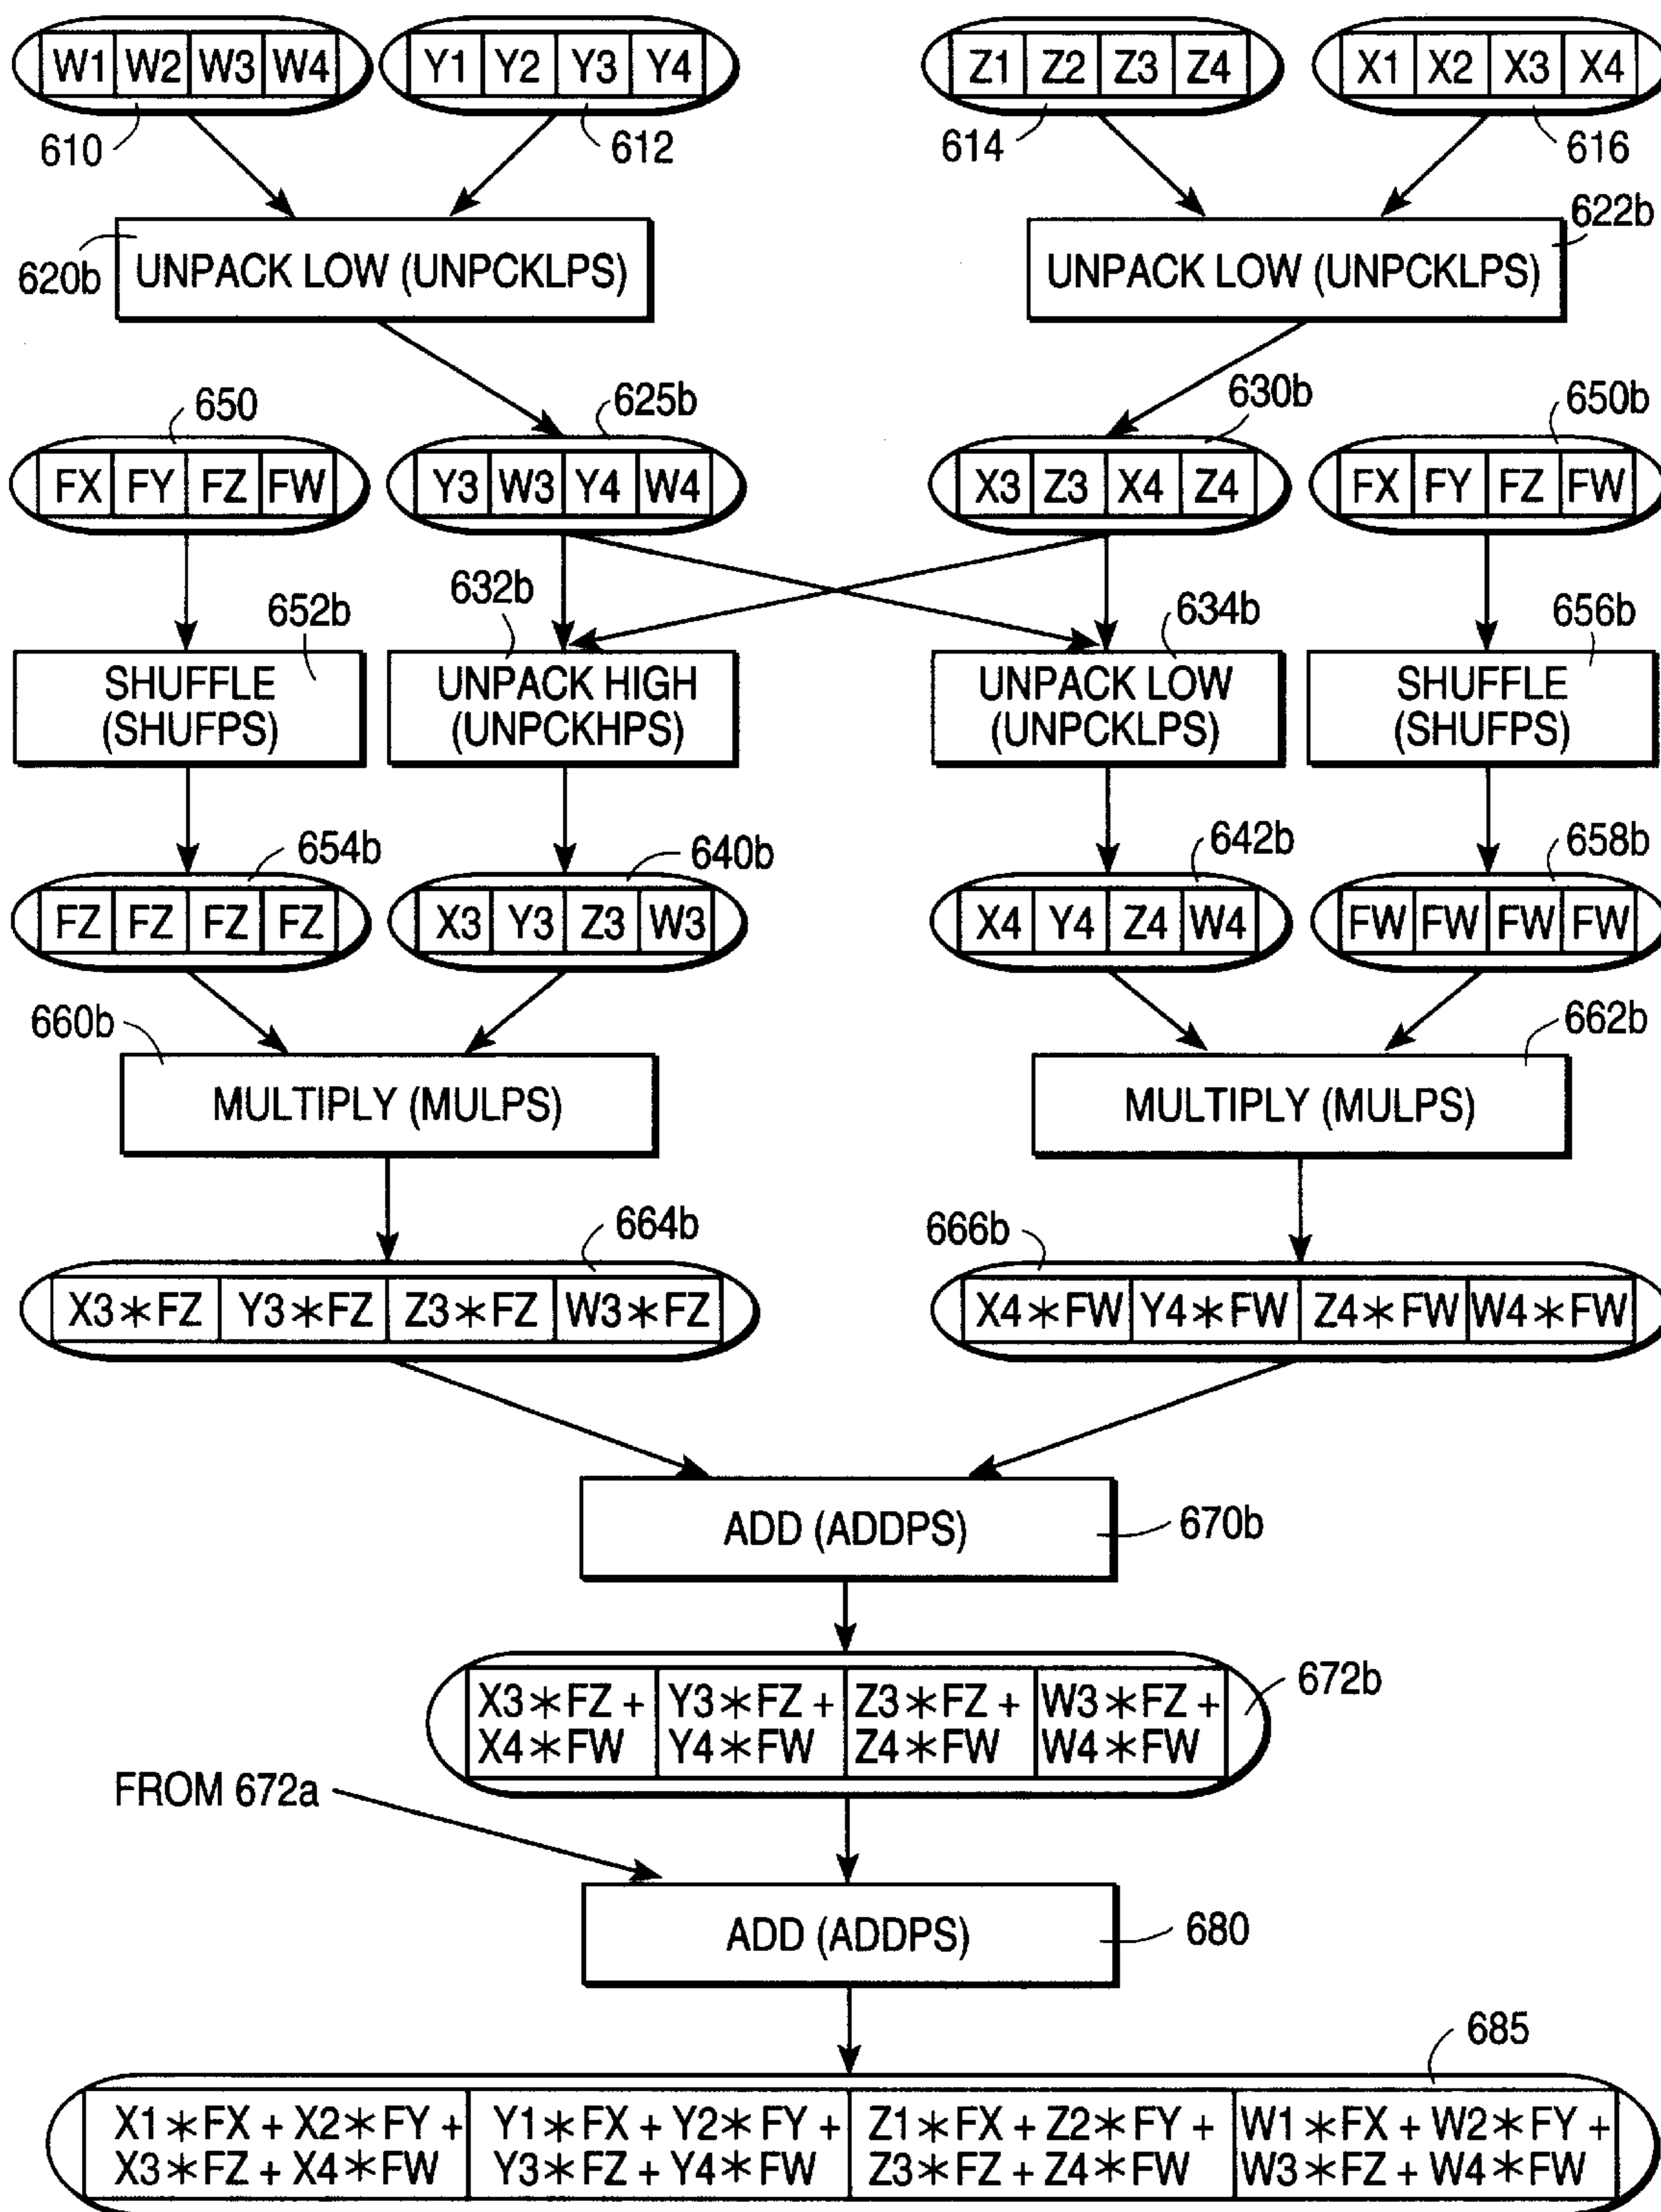 W1 W2 W3 W4 Y1 Y2 Y3 Y4 Z1 Z2 Z3 Z4 X1 X2 X3 X4
610 612 614 616
620b UNPACK LOW (UNPCKLPS) UNPACK LOW (UNPCKLPS) 622b
650 625b 630b 650b
FX FY FZ FW Y3 W3 Y4 W4 X3 Z3 X4 Z4 FX FY FZ FW
652b 632b 634b 656b
SHUFFLE UNPACK HIGH UNPACK LOW SHUFFLE
(SHUFPS) (UNPCKHPS) (UNPCKLPS) (SHUFPS)
654b 640b 642b 658b
FZ FZ FZ FZ X3 Y3 Z3 W3 X4 Y4 Z4 W4 FW FW FW FW
660b 662b
MULTIPLY (MULPS) MULTIPLY (MULPS)
664b 666b
X3*FZ Y3*FZ Z3*FZ W3*FZ X4*FW Y4*FW Z4*FW W4*FW
ADD (ADDPS) 670b
672b
X3*FZ + Y3*FZ + Z3*FZ + W3*FZ +
X4*FW Y4*FW Z4*FW W4*FW
FROM 672a
ADD (ADDPS) 680
685
X1*FX + X2*FY + Y1*FX + Y2*FY + Z1*FX + Z2*FY + W1*FX + W2*FY +
X3*FZ + X4*FW Y3*FZ + Y4*FW Z3*FZ + Z4*FW W3*FZ + W4*FW